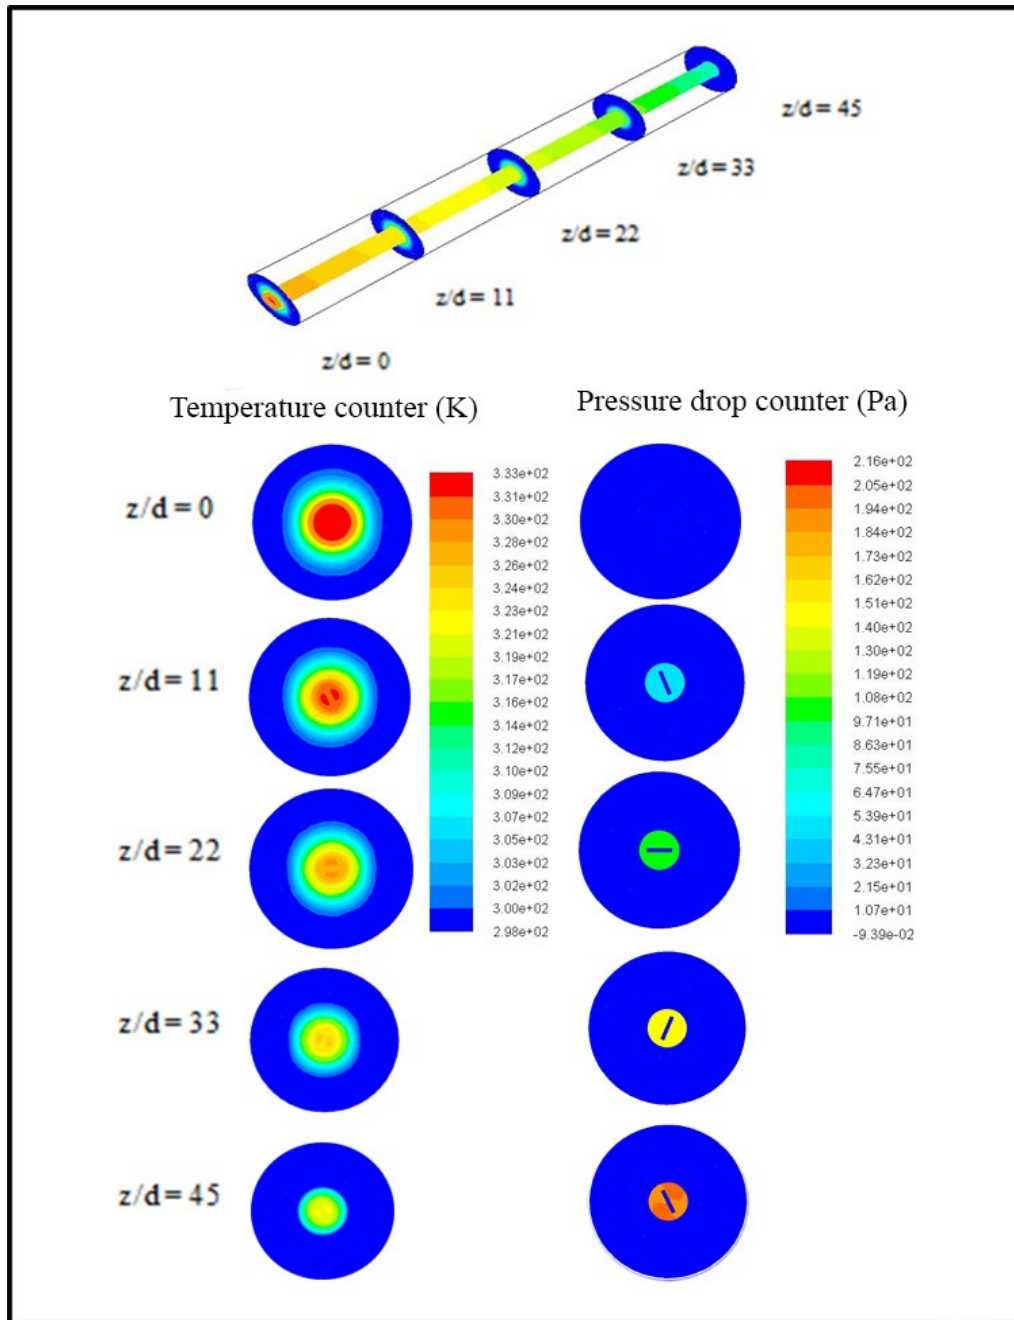 z/d = 45
z/d = 33
z/d = 22
z/d = 11
z/d = 0
Temperature counter (K)
Pressure drop counter (Pa)
z/d = 0
z/d = 11
z/d = 22
z/d = 33
z/d = 45
3.33e+02
3.31e+02
3.30e+02
3.28e+02
3.26e+02
3.24e+02
3.23e+02
3.21e+02
3.19e+02
3.17e+02
3.16e+02
3.14e+02
3.12e+02
3.10e+02
3.09e+02
3.07e+02
3.05e+02
3.03e+02
3.02e+02
3.00e+02
2.98e+02
2.16e+02
2.05e+02
1.94e+02
1.84e+02
1.73e+02
1.62e+02
1.51e+02
1.40e+02
1.30e+02
1.19e+02
1.08e+02
9.71e+01
8.63e+01
7.55e+01
6.47e+01
5.39e+01
4.31e+01
3.23e+01
2.15e+01
1.07e+01
-9.39e-02